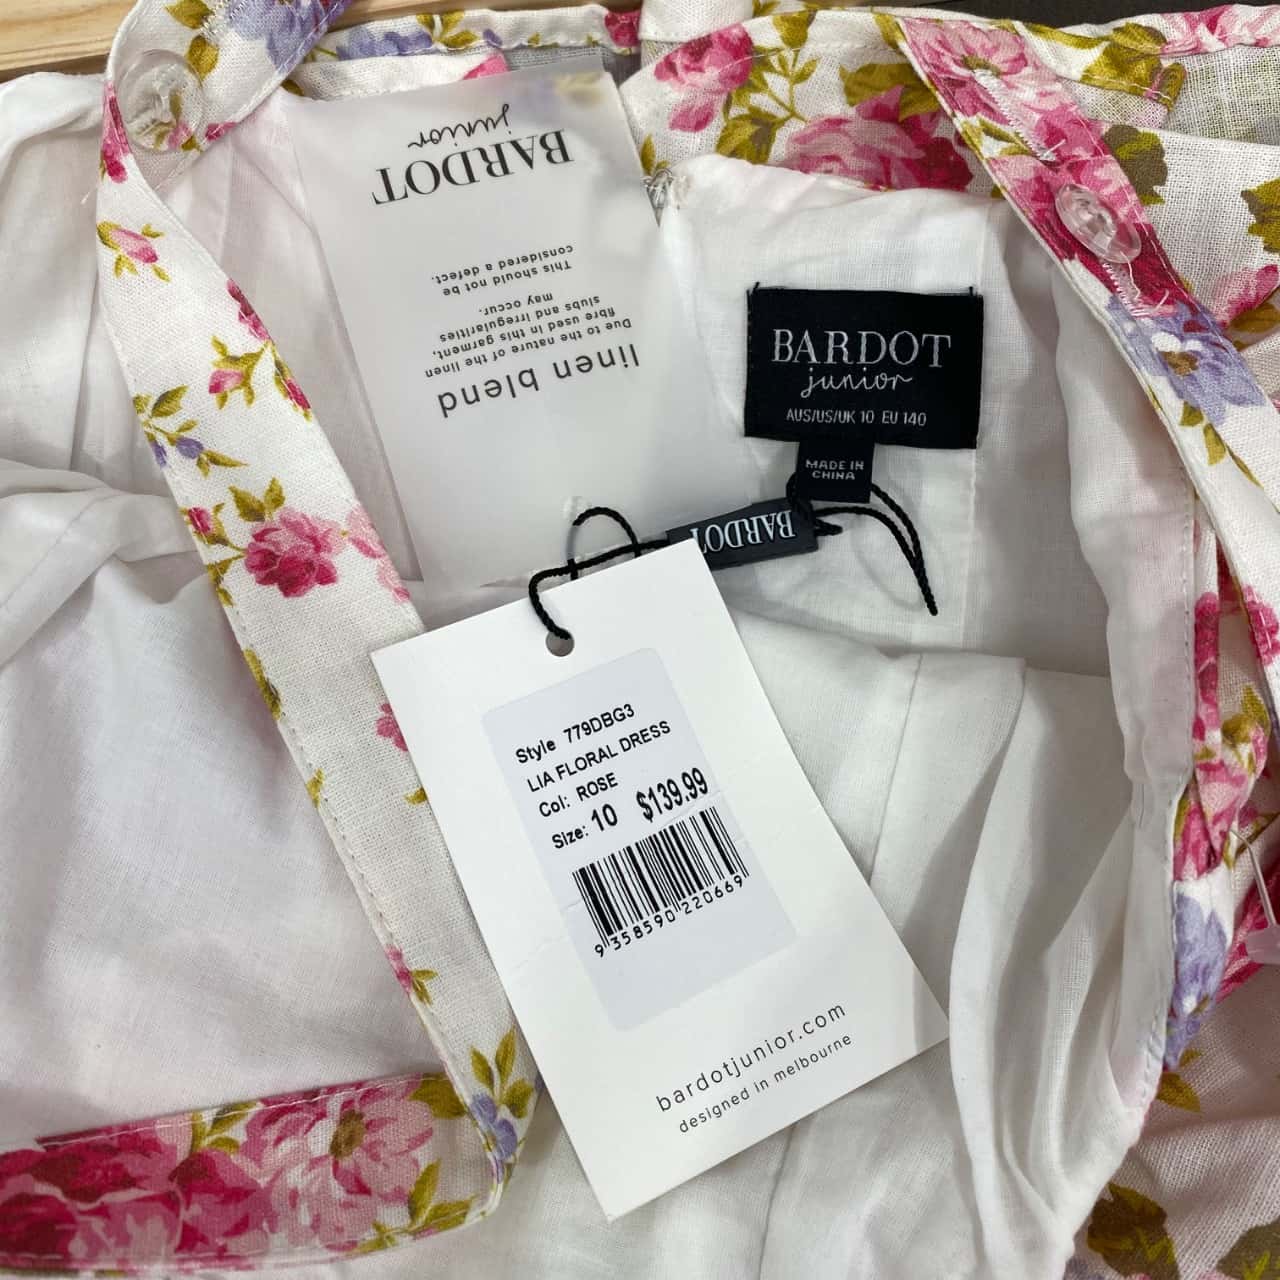 BARDOT
junior
linen blend
Due to the nature of the linen
fibre used in this garment,
slubs and irregularities
may occur.
This should not be
considered a defect.
BARDOT
junior
AUS/US/UK 10 EU 140
MADE IN
CHINA
BARDOT
Style 779DBG3
LIA FLORAL DRESS
Col: ROSE
Size: 10 $139.99
9 358590 220669
bardotjunior.com
designed in melbourne